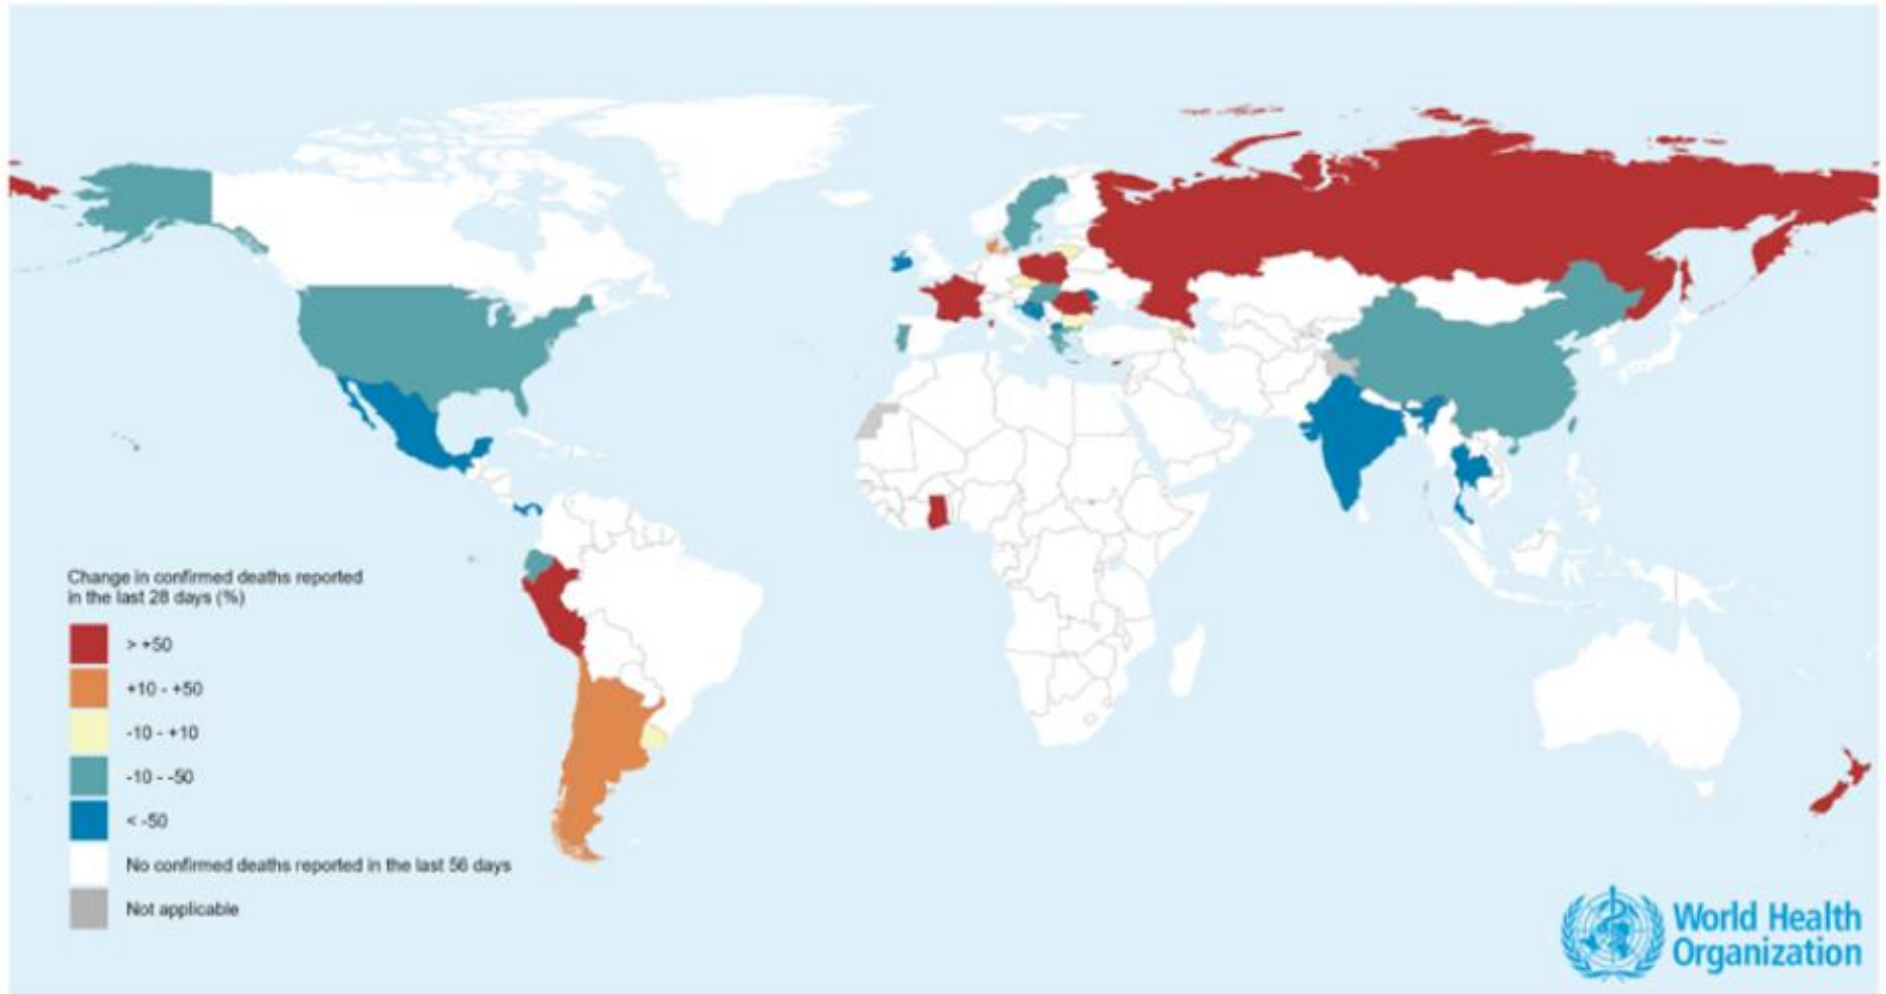 Change in confirmed deaths reported
in the last 28 days (%)
> +50
+10 - +50
-10 - +10
-10 - -50
< -50
No confirmed deaths reported in the last 56 days
Not applicable
World Health
Organization